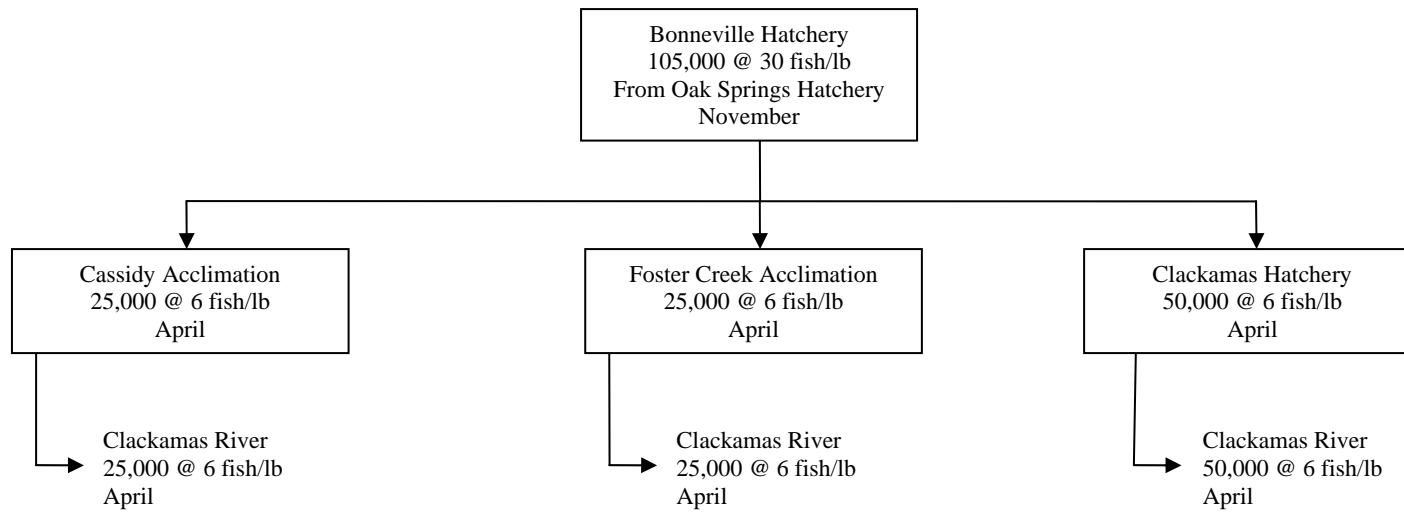 Bonneville Hatchery
105,000 @ 30 fish/lb
From Oak Springs Hatchery
November
Cassidy Acclimation
25,000 @ 6 fish/lb
April
Foster Creek Acclimation
25,000 @ 6 fish/lb
April
Clackamas Hatchery
50,000 @ 6 fish/lb
April
Clackamas River
25,000 @ 6 fish/lb
April
Clackamas River
25,000 @ 6 fish/lb
April
Clackamas River
50,000 @ 6 fish/lb
April